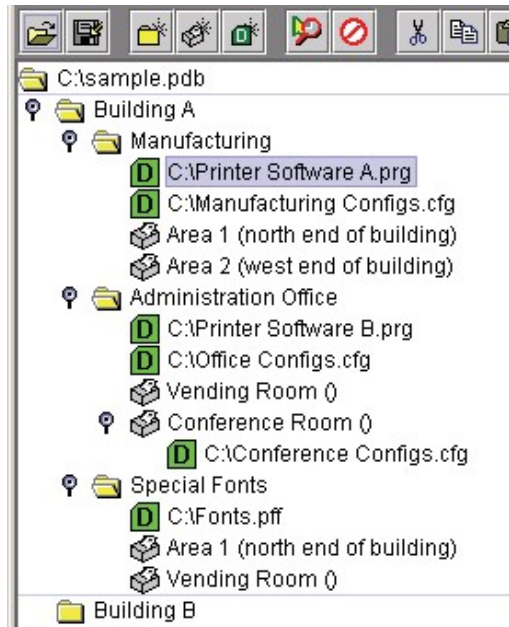 C:\sample.pdb
Building A
Manufacturing
D C:\Printer Software A.prg
D C:\Manufacturing Configs.cfg
Area 1 (north end of building)
Area 2 (west end of building)
Administration Office
D C:\Printer Software B.prg
D C:\Office Configs.cfg
Vending Room ()
Conference Room ()
D C:\Conference Configs.cfg
Special Fonts
D C:\Fonts.pff
Area 1 (north end of building)
Vending Room ()
Building B